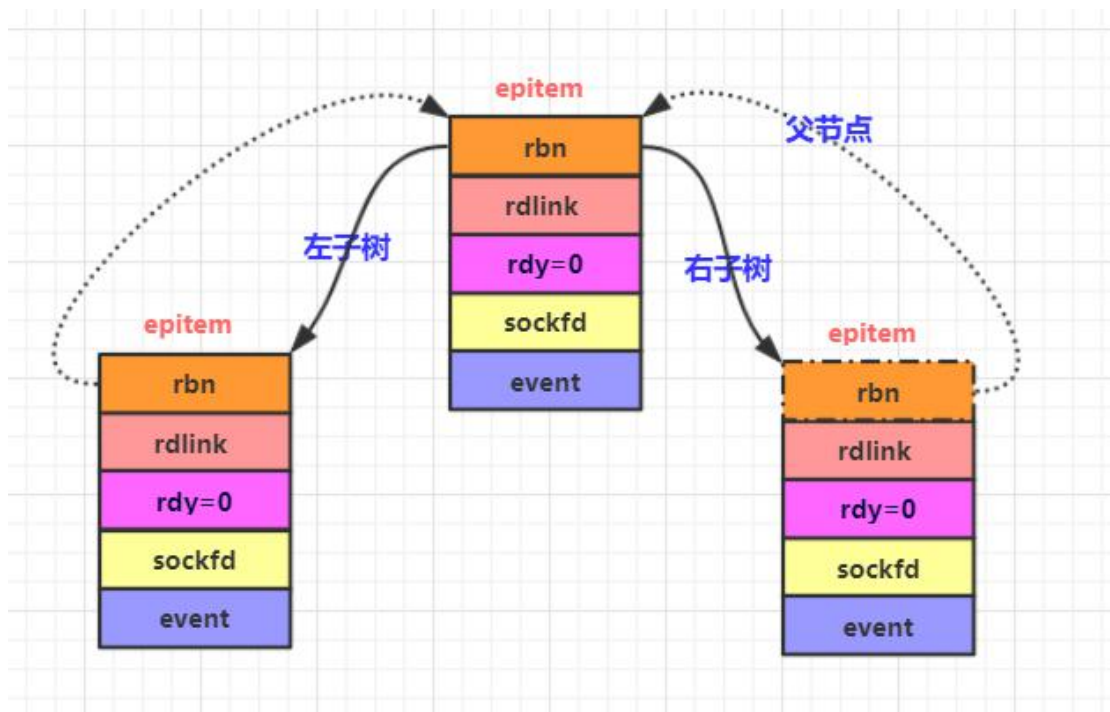 epitem
rbn
rdlink
rdy=0
sockfd
event
父节点
左子树
右子树
epitem
rbn
rdlink
rdy=0
sockfd
event
epitem
rbn
rdlink
rdy=0
sockfd
event